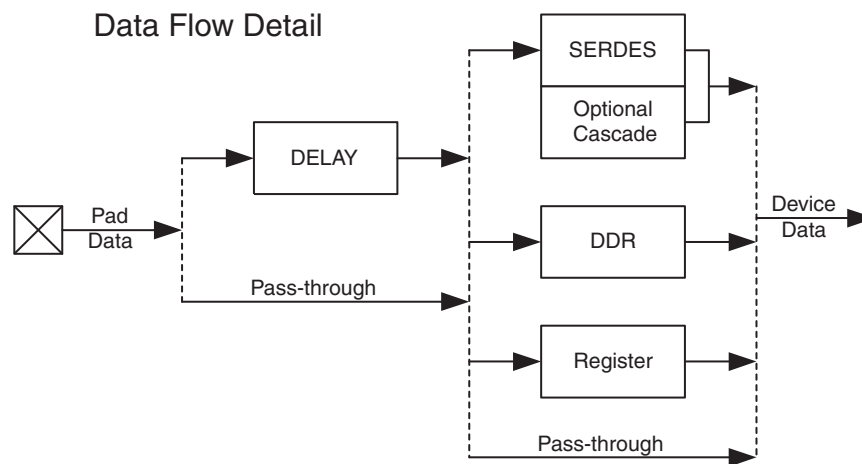 Data Flow Detail
SERDES
Optional
Cascade
DELAY
Pad
Data
Device
Data
DDR
Pass-through
Register
Pass-through